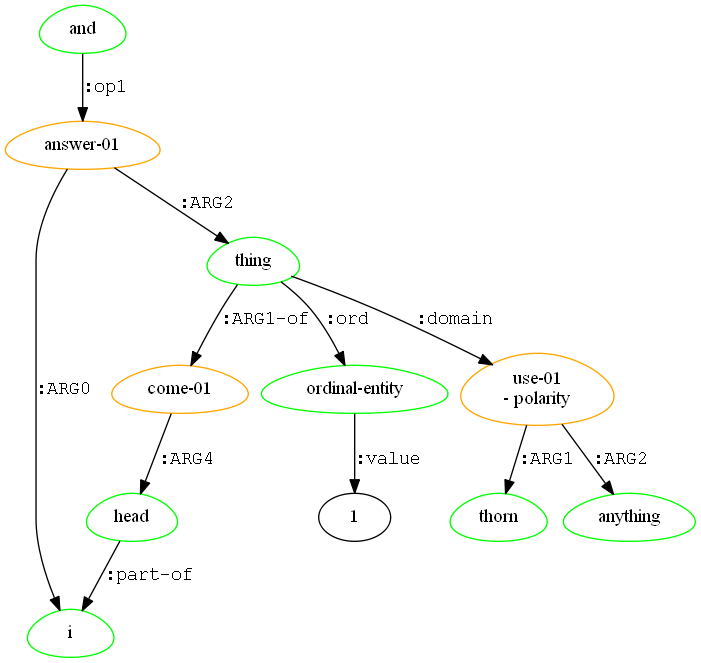 and
:op1
answer-01
:ARG2
thing
:ARG1-of
:ord
:domain
:ARG0
come-01
ordinal-entity
use-01
- polarity
:ARG4
:value
:ARG1
:ARG2
head
1
thorn
anything
:part-of
i